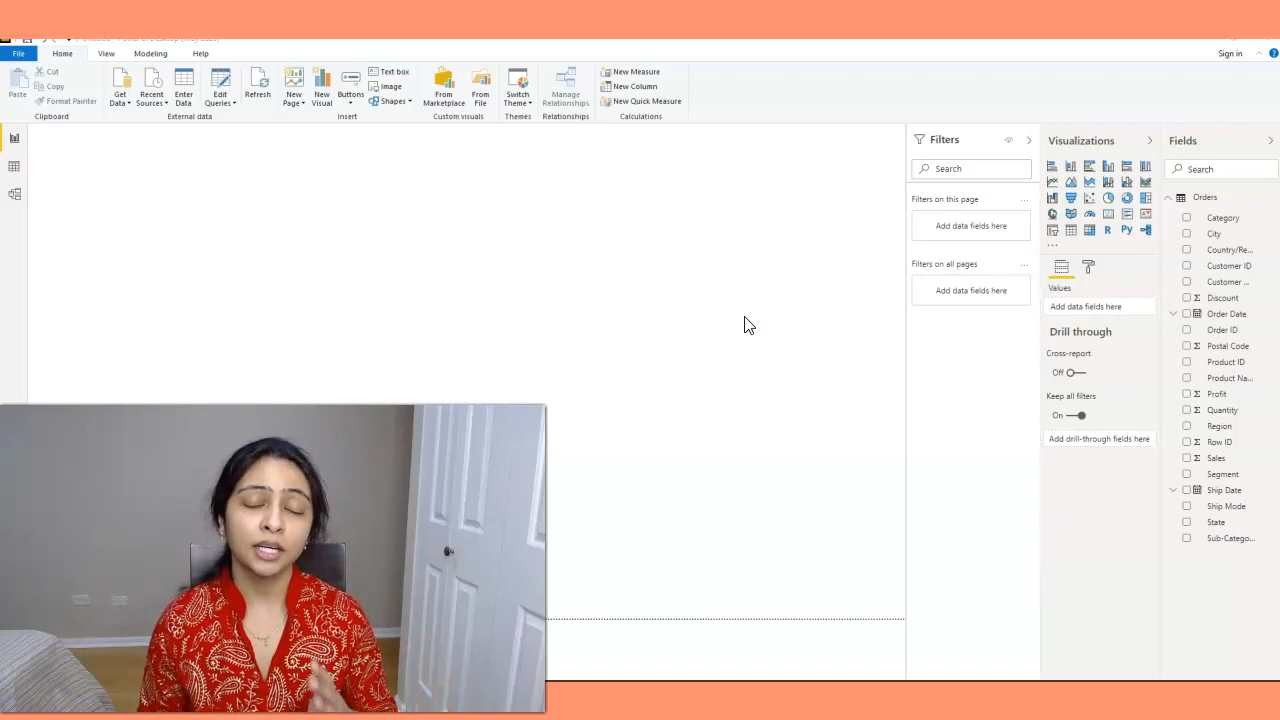 File Home View Modeling Help Sign in
Paste Cut Copy Format Painter Clipboard
Get Data Recent Sources Enter Data Edit Queries Refresh External data
New Page New Visual Buttons Text box Image Shapes Insert
From Marketplace From File Custom visuals
Switch Theme Themes
Manage Relationships Relationships
New Measure New Column New Quick Measure Calculations
Filters
Search
Filters on this page ...
Add data fields here
Filters on all pages ...
Add data fields here
Visualizations
R Py
...
Values
Add data fields here
Drill through
Cross-report
Off
Keep all filters
On
Add drill-through fields here
Fields
Search
Orders
Category
City
Country/Re...
Customer ID
Customer ...
Σ Discount
Order Date
Order ID
Σ Postal Code
Product ID
Product Na...
Σ Profit
Σ Quantity
Region
Σ Row ID
Σ Sales
Segment
Ship Date
Ship Mode
State
Sub-Catego...